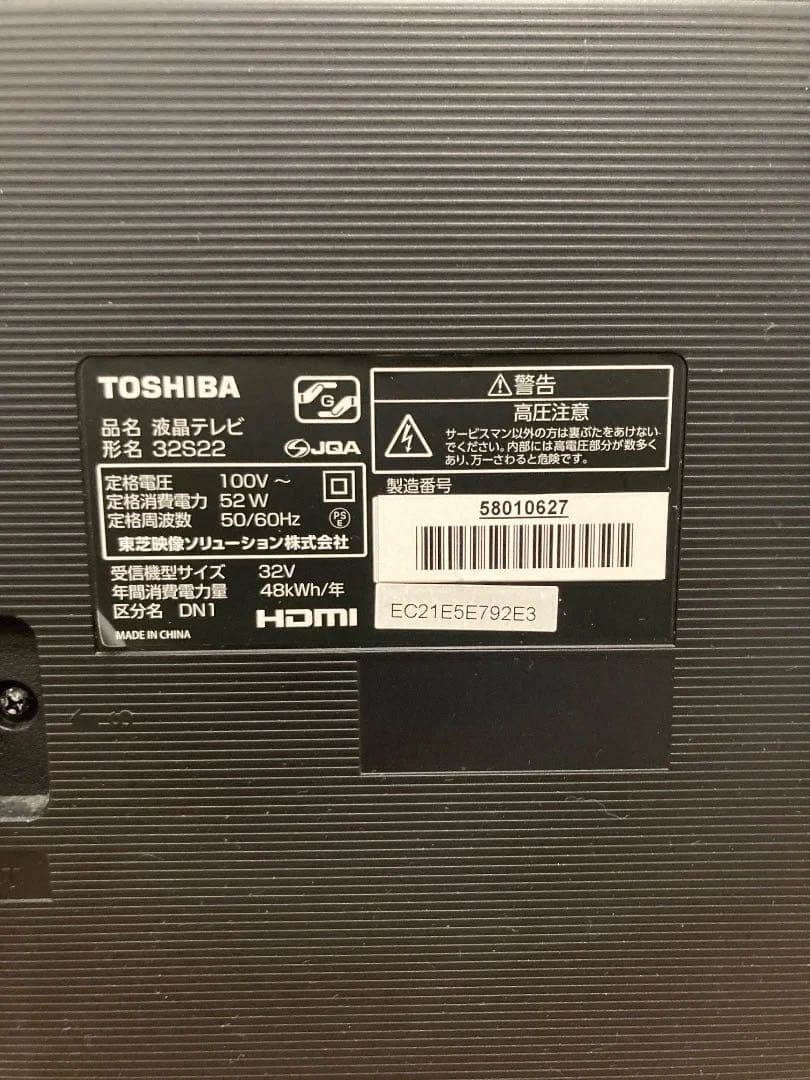 TOSHIBA
G
品名 液晶テレビ
形名 32S22
JQA
定格電圧 100V ～
定格消費電力 52W
定格周波数 50/60Hz
PS
E
東芝映像ソリューション株式会社
受信機型サイズ 32V
年間消費電力量 48kWh/年
区分名 DN1
HDMI
MADE IN CHINA
警告
高圧注意
サービスマン以外の方は裏ぶたをあけない
でください。内部には高電圧部分が数多く
あり、万一さわると危険です。
製造番号
58010627
EC21E5E792E3